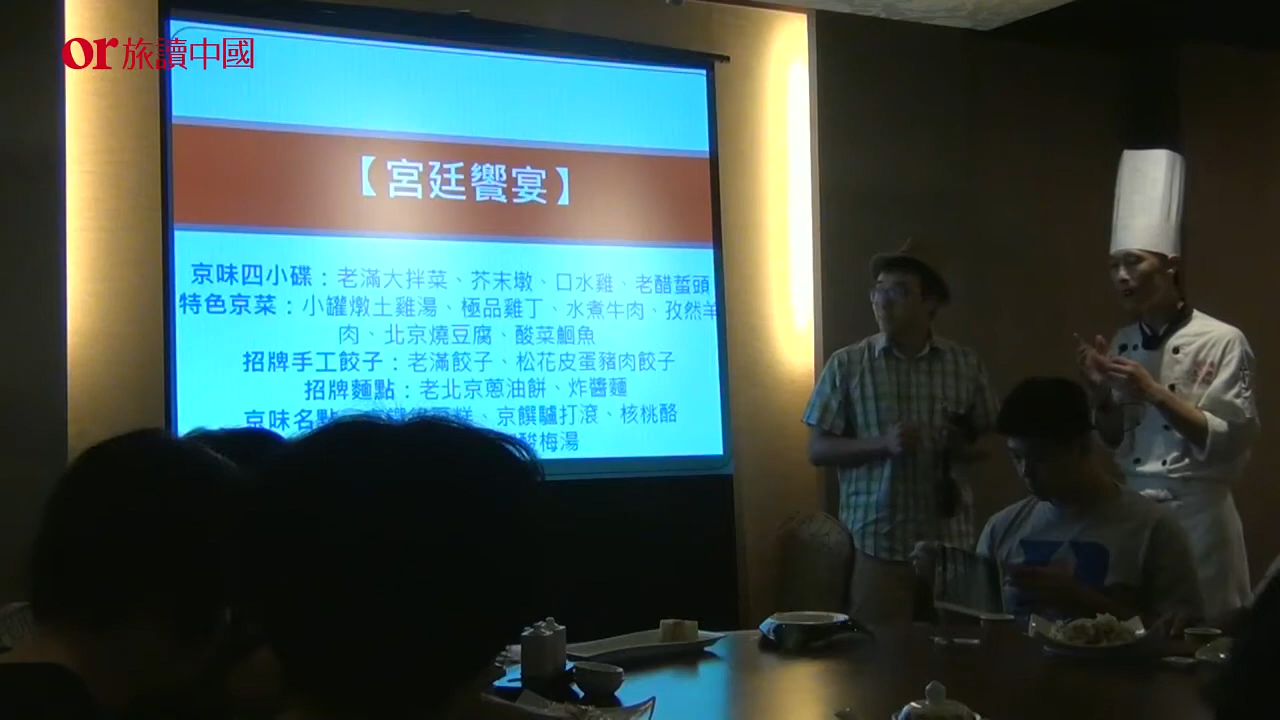 or旅讀中國
【宮廷饗宴】
京味四小碟：老滿大拌菜、芥末墩、口水雞、老醋蜇頭
特色京菜：小罐燉土雞湯、極品雞丁、水煮牛肉、孜然羊
肉、北京燒豆腐、酸菜鮰魚
招牌手工餃子：老滿餃子、松花皮蛋豬肉餃子
招牌麵點：老北京蔥油餅、炸醬麵
京味名點 糕、京饌驢打滾、核桃酪
酸梅湯